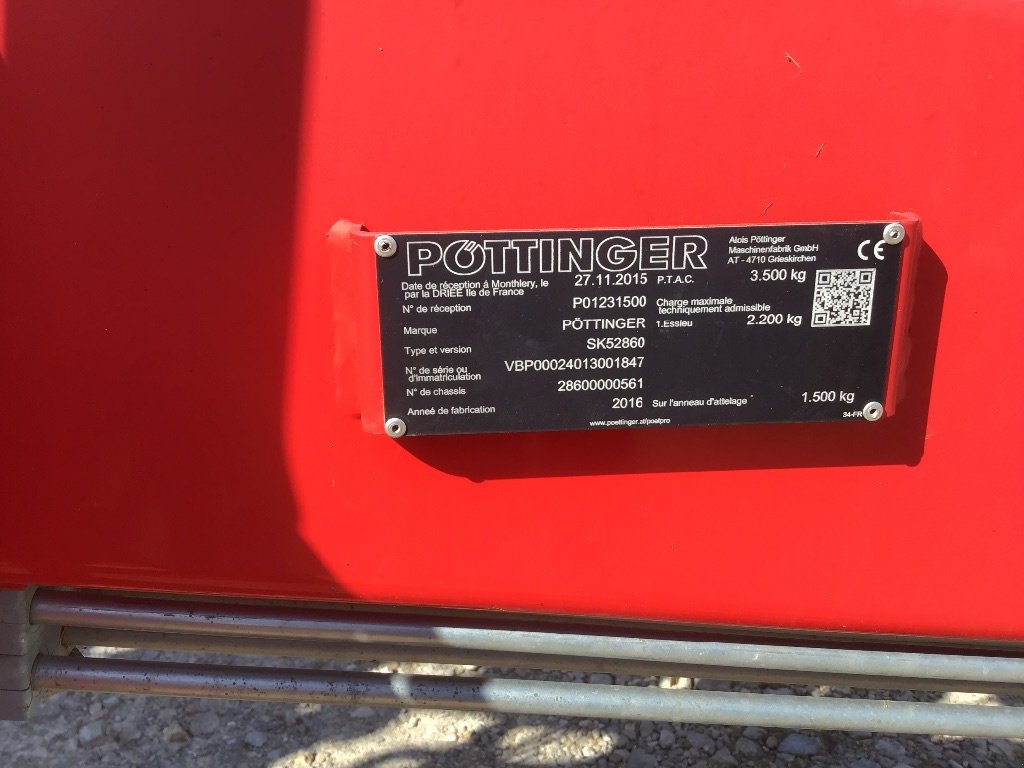 PÖTTINGER
Alois Pöttinger
Maschinenfabrik GmbH
AT - 4710 Grieskirchen
CE
Date de réception à Monthlery, le 27.11.2015
par la DRIEE Ile de France
P.T.A.C. 3.500 kg
N° de réception P01231500
Charge maximale
techniquement admissible
Marque PÖTTINGER
1.Essieu 2.200 kg
Type et version SK52860
N° de série ou
d'immatriculation VBP00024013001847
N° de chassis 28600000561
Anneé de fabrication 2016
Sur l'anneau d'attelage 1.500 kg
www.poettinger.at/poetpro
34-FR